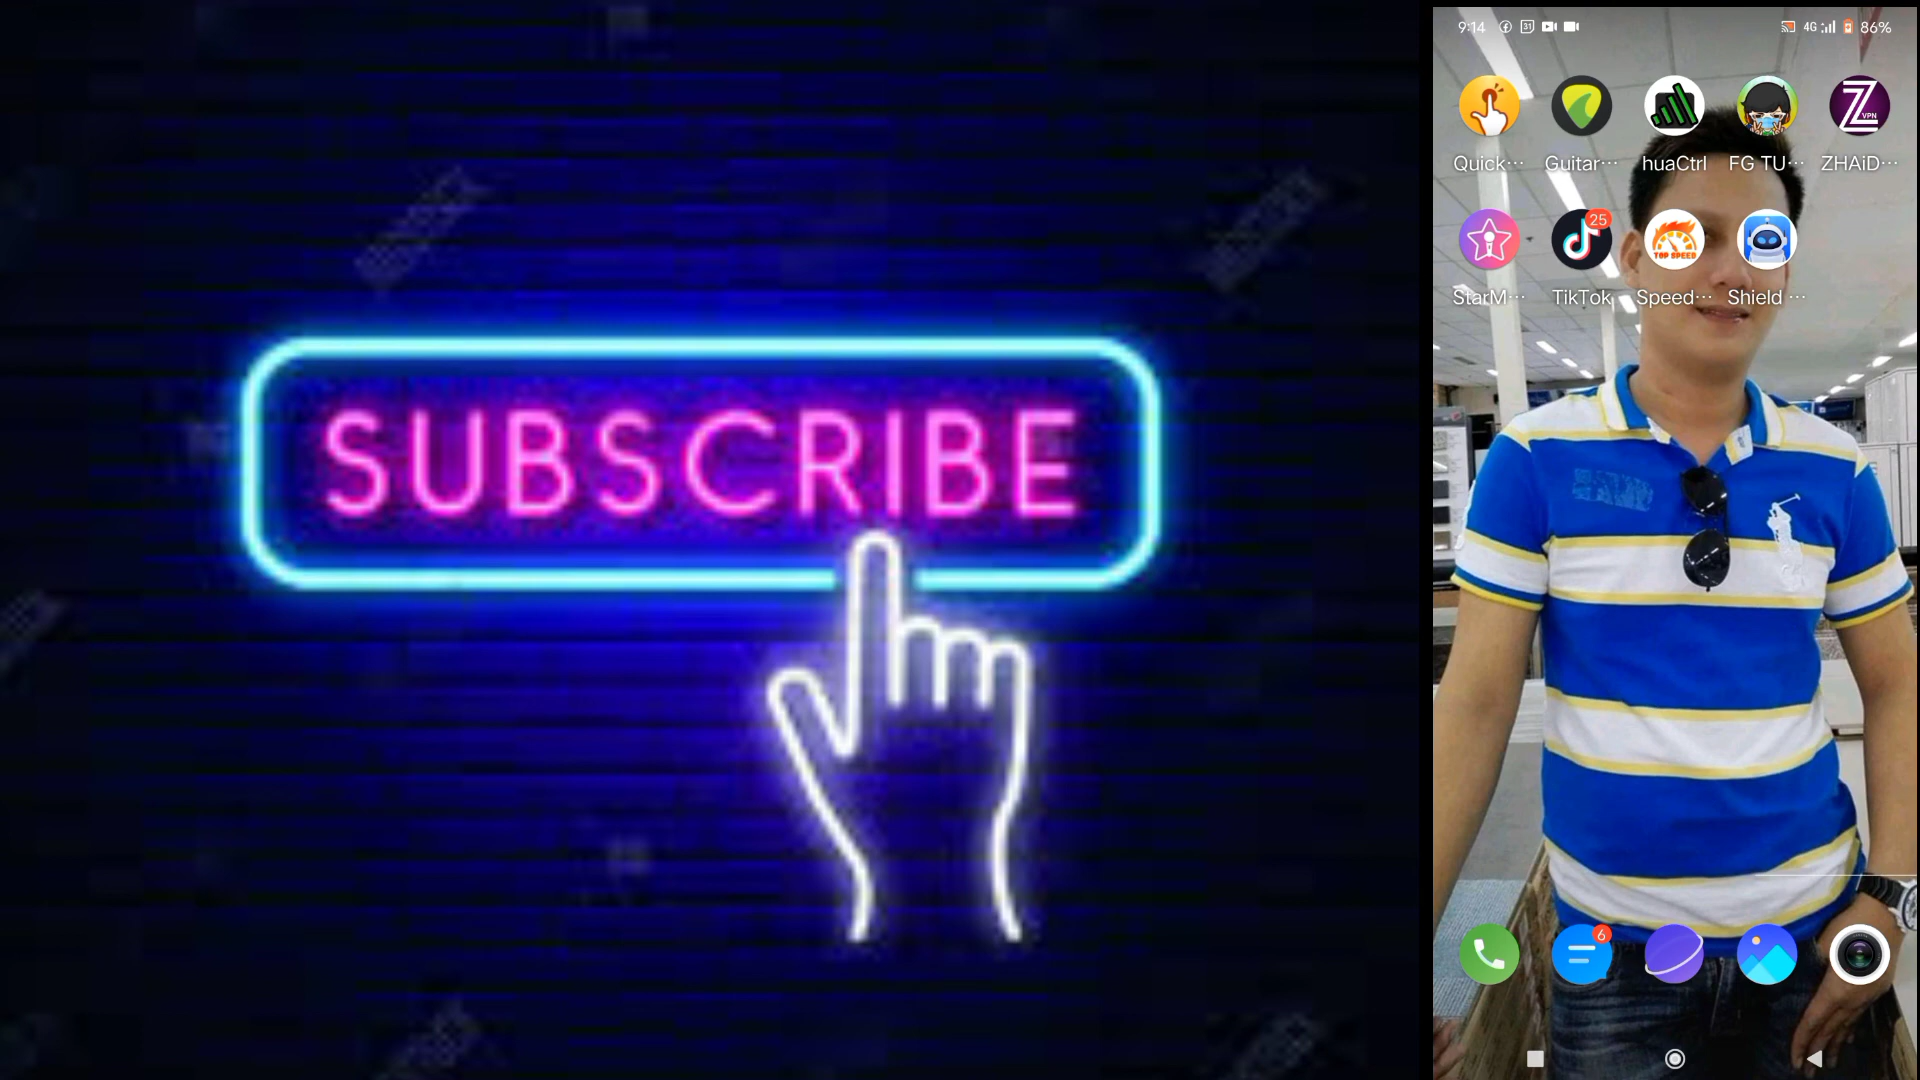 SUBSCRIBE
9:14 31 4G 86%
VPN
Quick··· Guitar··· huaCtrl FG TU··· ZHAiD···
25
TOP SPEED
StarM··· TikTok Speed··· Shield ···
6